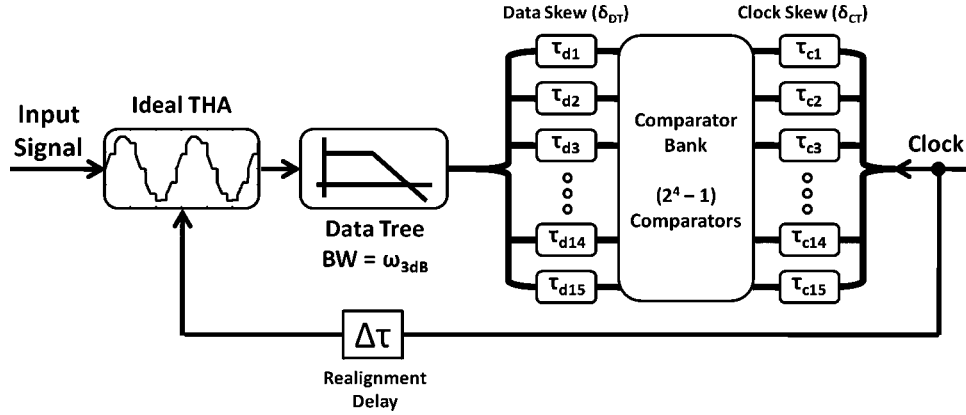 Data Skew (δDT)
Clock Skew (δCT)
Ideal THA
Input
Signal
Data Tree
BW = ω3dB
τd1
τd2
τd3
τd14
τd15
Comparator
Bank
(2⁴ – 1)
Comparators
τc1
τc2
τc3
τc14
τc15
Clock
Δτ
Realignment
Delay